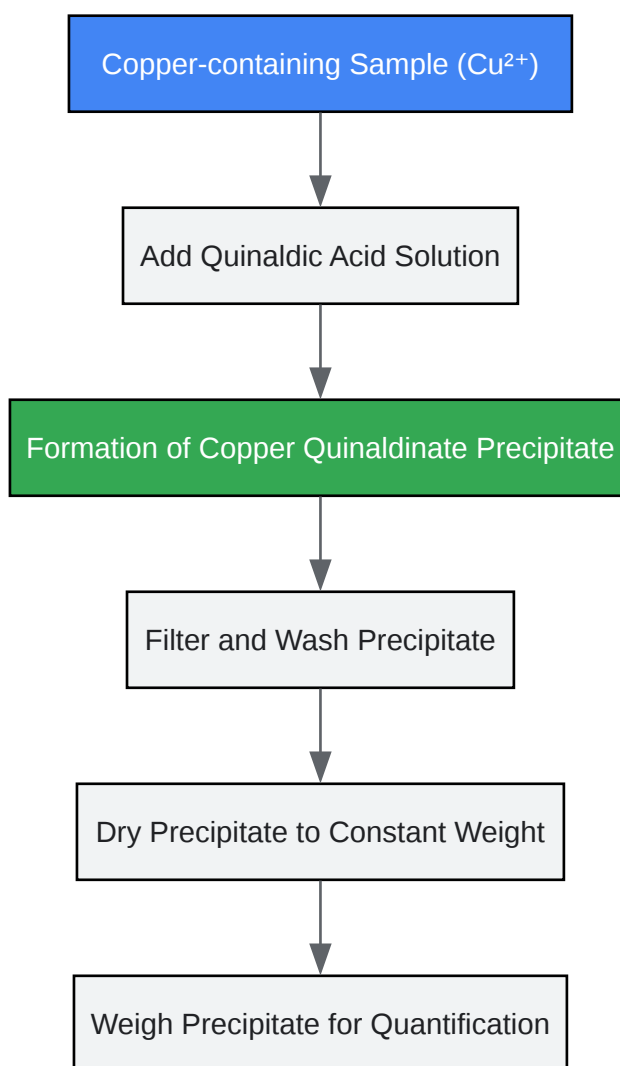 Copper-containing Sample (Cu²⁺)
Add Quinaldic Acid Solution
Formation of Copper Quinaldinate Precipitate
Filter and Wash Precipitate
Dry Precipitate to Constant Weight
Weigh Precipitate for Quantification